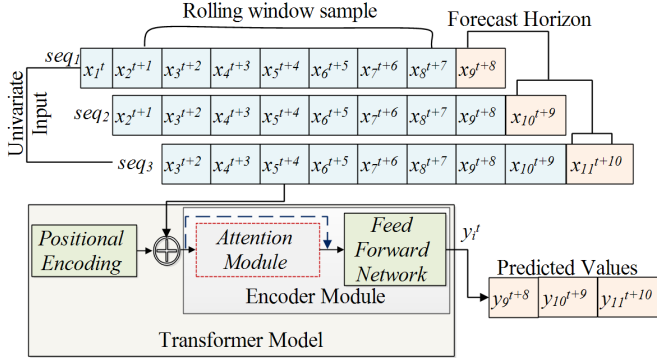 Rolling window sample
Forecast Horizon
Univariate Input
seq₁ x₁ᵗ x₂ᵗ⁺¹ x₃ᵗ⁺² x₄ᵗ⁺³ x₅ᵗ⁺⁴ x₆ᵗ⁺⁵ x₇ᵗ⁺⁶ x₈ᵗ⁺⁷ x₉ᵗ⁺⁸
seq₂ x₂ᵗ⁺¹ x₃ᵗ⁺² x₄ᵗ⁺³ x₅ᵗ⁺⁴ x₆ᵗ⁺⁵ x₇ᵗ⁺⁶ x₈ᵗ⁺⁷ x₉ᵗ⁺⁸ x₁₀ᵗ⁺⁹
seq₃ x₃ᵗ⁺² x₄ᵗ⁺³ x₅ᵗ⁺⁴ x₆ᵗ⁺⁵ x₇ᵗ⁺⁶ x₈ᵗ⁺⁷ x₉ᵗ⁺⁸ x₁₀ᵗ⁺⁹ x₁₁ᵗ⁺¹⁰
Positional
Encoding
Attention
Module
Feed
Forward
Network
Encoder Module
Transformer Model
yᵢᵗ
Predicted Values
y₉ᵗ⁺⁸ y₁₀ᵗ⁺⁹ y₁₁ᵗ⁺¹⁰